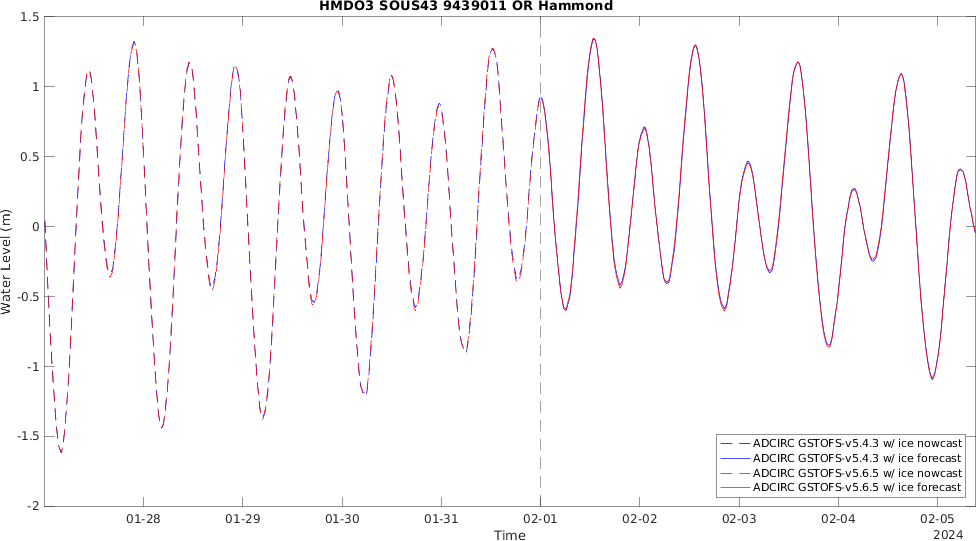 HMDO3 SOUS43 9439011 OR Hammond
1.5
1
0.5
0
-0.5
-1
-1.5
-2
Water Level (m)
01-28 01-29 01-30 01-31 02-01 02-02 02-03 02-04 02-05
Time
2024
ADCIRC GSTOFS-v5.4.3 w/ ice nowcast
ADCIRC GSTOFS-v5.4.3 w/ ice forecast
ADCIRC GSTOFS-v5.6.5 w/ ice nowcast
ADCIRC GSTOFS-v5.6.5 w/ ice forecast